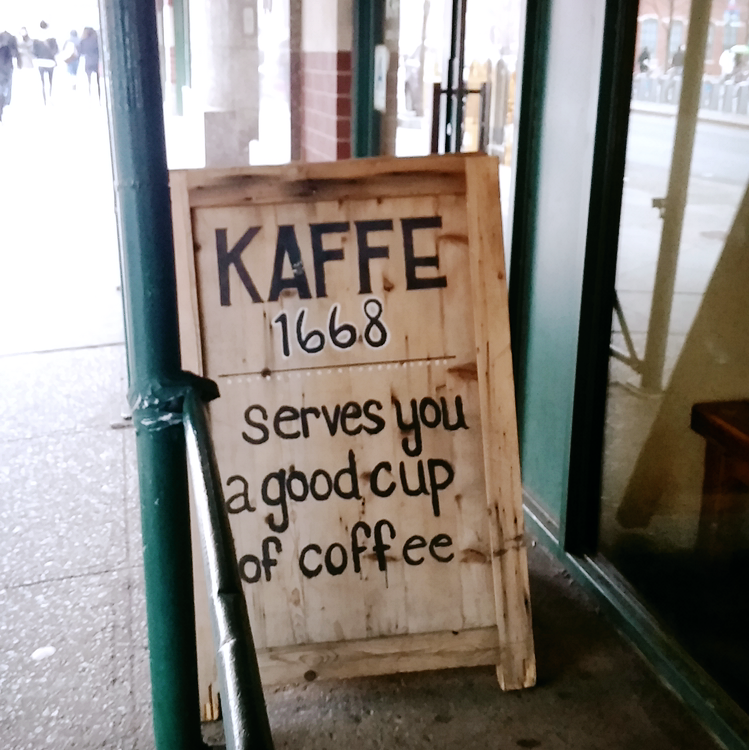 KAFFE
1668
serves you
a good cup
of coffee